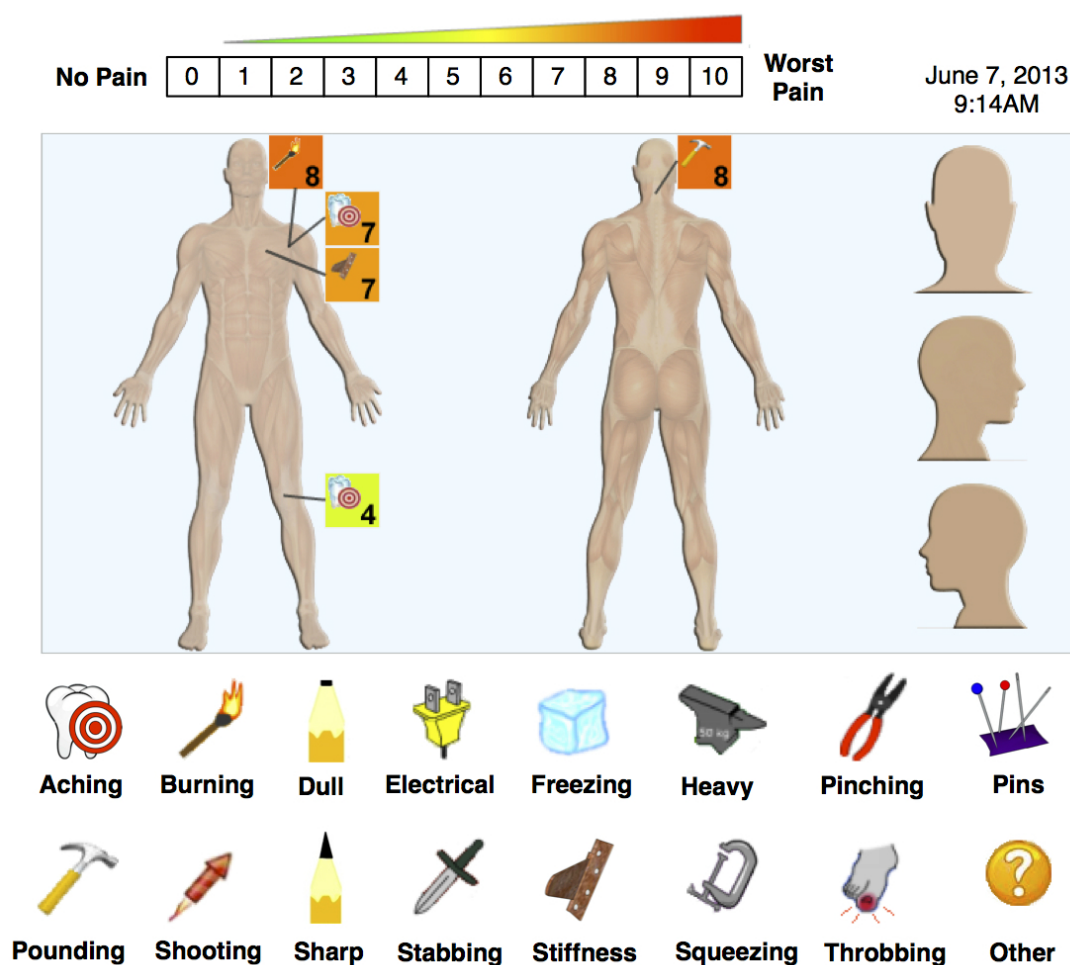 No Pain 0 1 2 3 4 5 6 7 8 9 10 Worst Pain
June 7, 2013
9:14AM
8
8
7
7
4
50 kg
Aching Burning Dull Electrical Freezing Heavy Pinching Pins
Pounding Shooting Sharp Stabbing Stiffness Squeezing Throbbing Other